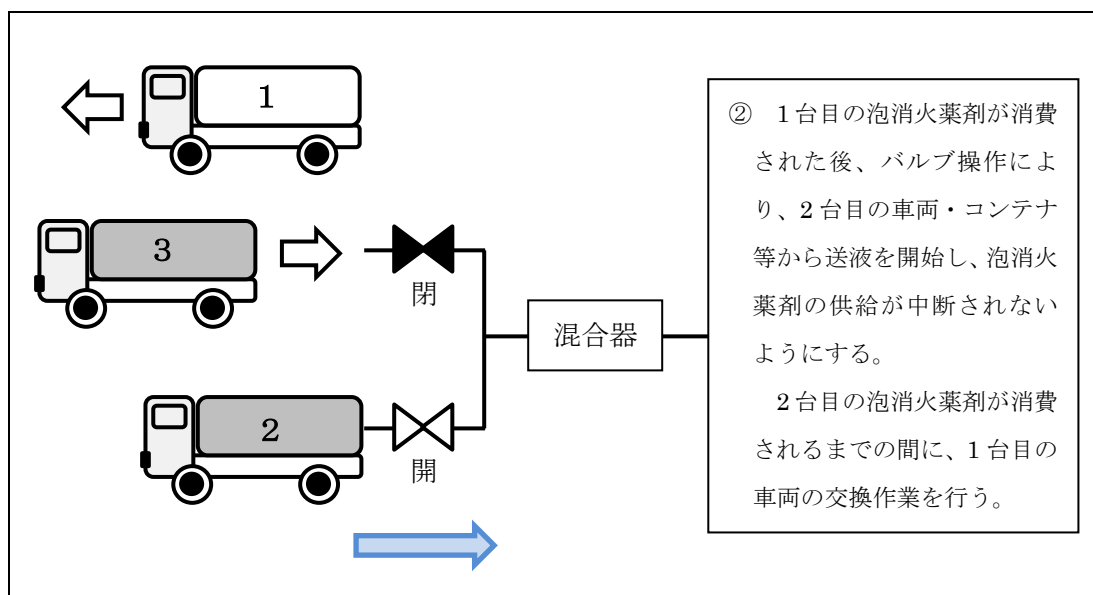 1
3
閉
2
開
混合器
② 1台目の泡消火薬剤が消費
された後、バルブ操作によ
り、2台目の車両・コンテナ
等から送液を開始し、泡消火
薬剤の供給が中断されない
ようにする。
2台目の泡消火薬剤が消費
されるまでの間に、1台目の
車両の交換作業を行う。